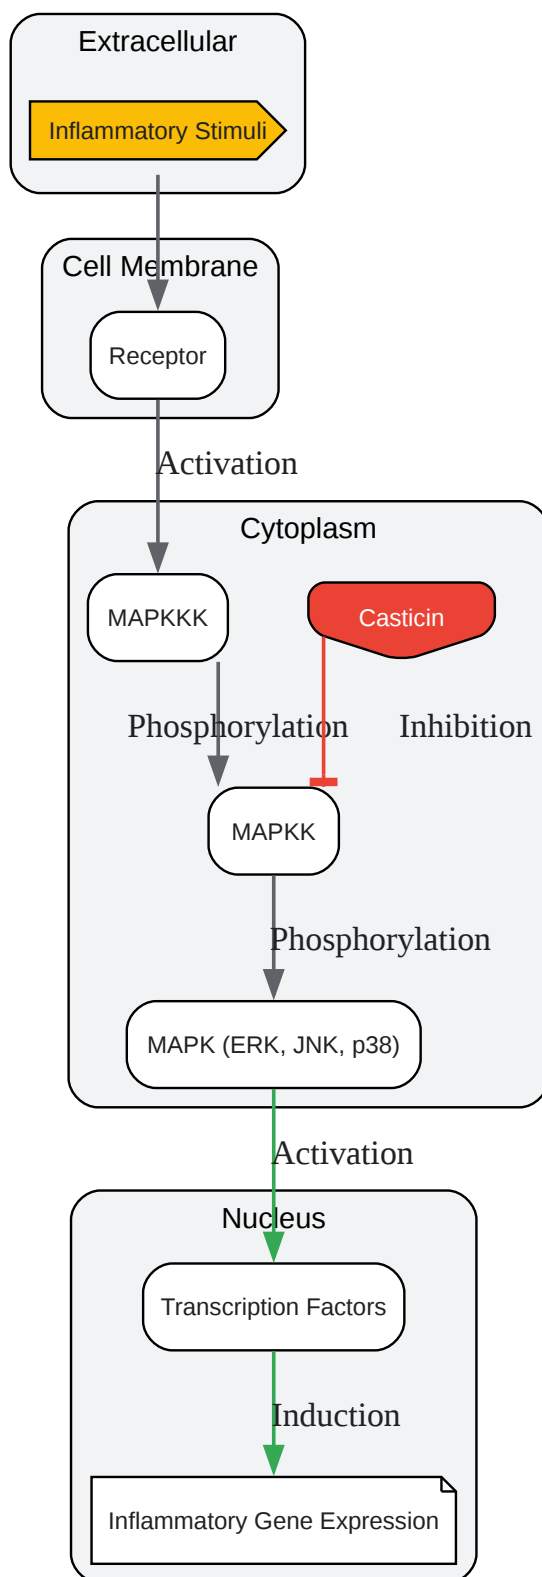 Extracellular
Inflammatory Stimuli
Cell Membrane
Receptor
Activation
Cytoplasm
MAPKKK
Casticin
Phosphorylation
Inhibition
MAPKK
Phosphorylation
MAPK (ERK, JNK, p38)
Activation
Nucleus
Transcription Factors
Induction
Inflammatory Gene Expression